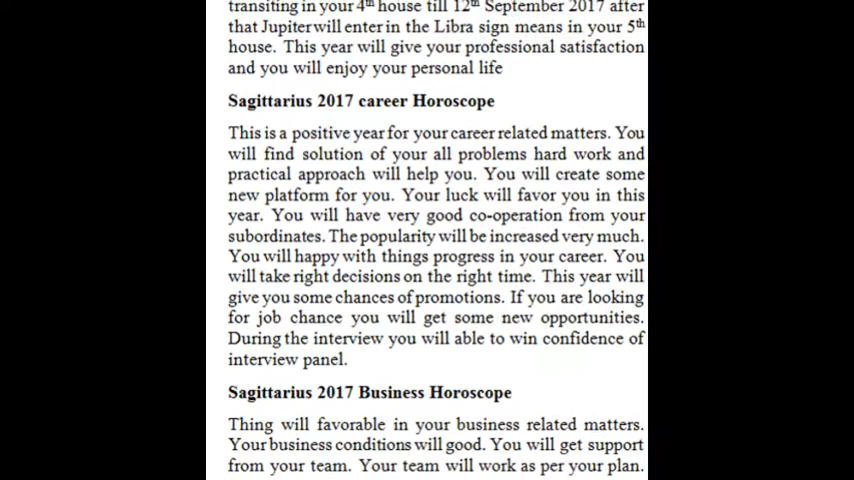 transiting in your 4th house till 12th September 2017 after
that Jupiter will enter in the Libra sign means in your 5th
house. This year will give your professional satisfaction
and you will enjoy your personal life
Sagittarius 2017 career Horoscope
This is a positive year for your career related matters. You
will find solution of your all problems hard work and
practical approach will help you. You will create some
new platform for you. Your luck will favor you in this
year. You will have very good co-operation from your
subordinates. The popularity will be increased very much.
You will happy with things progress in your career. You
will take right decisions on the right time. This year will
give you some chances of promotions. If you are looking
for job chance you will get some new opportunities.
During the interview you will able to win confidence of
interview panel.
Sagittarius 2017 Business Horoscope
Thing will favorable in your business related matters.
Your business conditions will good. You will get support
from your team. Your team will work as per your plan.